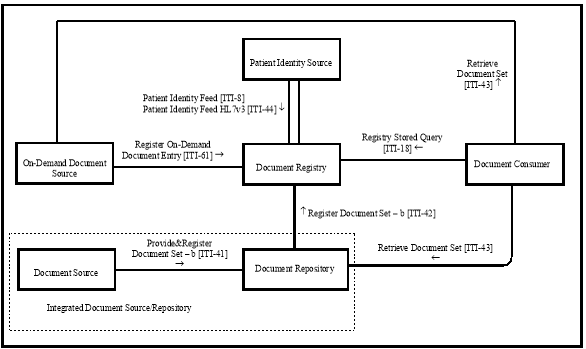 Patient Identity Source
Retrieve
Document Set
[ITI-43] ↑
Patient Identity Feed [ITI-8]
Patient Identity Feed HL7v3 [ITI-44] ↓
Register On-Demand
Document Entry [ITI-61] →
Registry Stored Query
[ITI-18] ←
On-Demand Document
Source
Document Registry
Document Consumer
↑ Register Document Set – b [ITI-42]
Provide&Register
Document Set – b [ITI-41]
→
Retrieve Document Set [ITI-43]
←
Document Source
Document Repository
Integrated Document Source/Repository